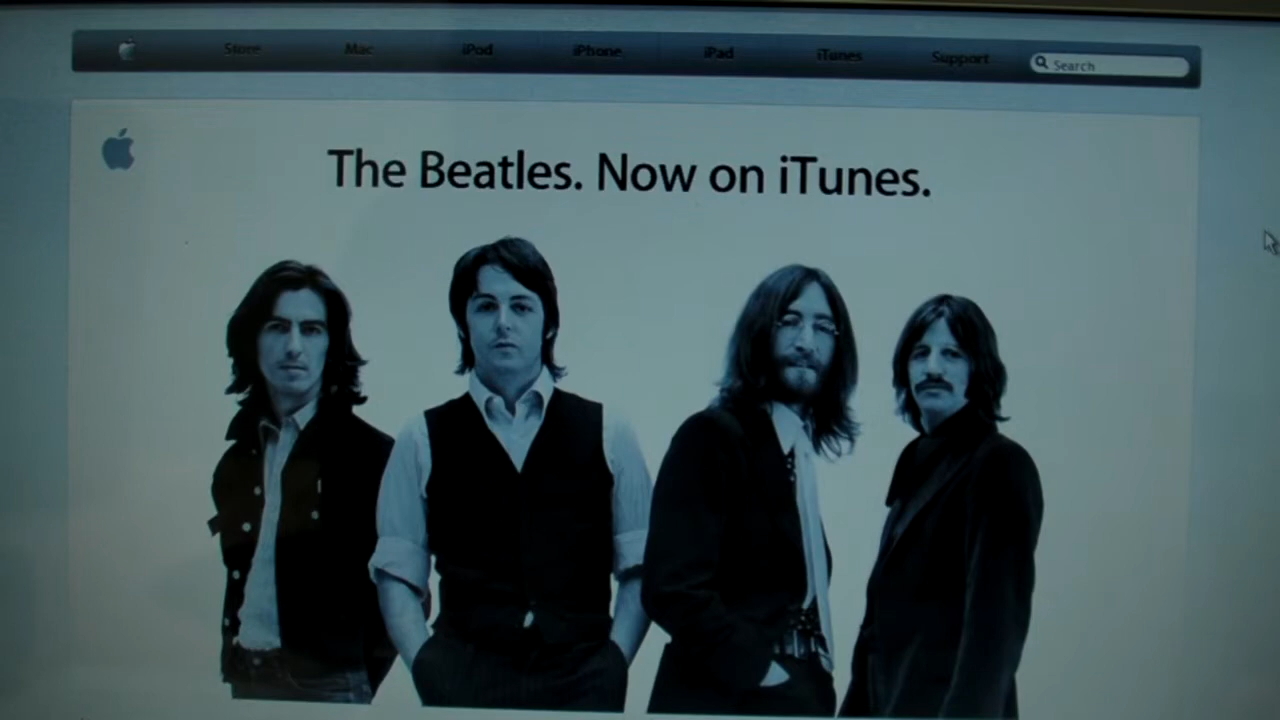 Store Mac iPod iPhone iPad iTunes Support Search
The Beatles. Now on iTunes.